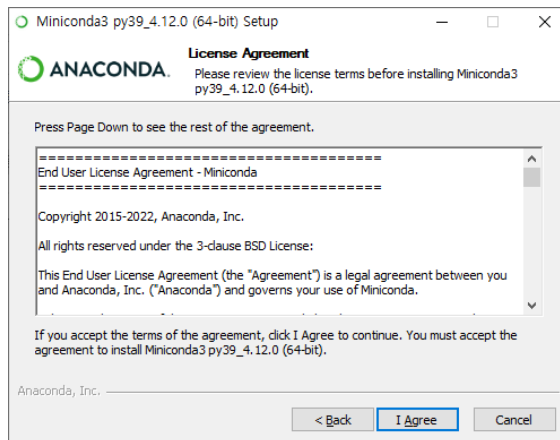 Miniconda3 py39_4.12.0 (64-bit) Setup
ANACONDA.
License Agreement
Please review the license terms before installing Miniconda3
py39_4.12.0 (64-bit).
Press Page Down to see the rest of the agreement.
=======================================
End User License Agreement - Miniconda
=======================================
Copyright 2015-2022, Anaconda, Inc.
All rights reserved under the 3-clause BSD License:
This End User License Agreement (the "Agreement") is a legal agreement between you
and Anaconda, Inc. ("Anaconda") and governs your use of Miniconda.
If you accept the terms of the agreement, click I Agree to continue. You must accept the
agreement to install Miniconda3 py39_4.12.0 (64-bit).
Anaconda, Inc.
< Back
I Agree
Cancel